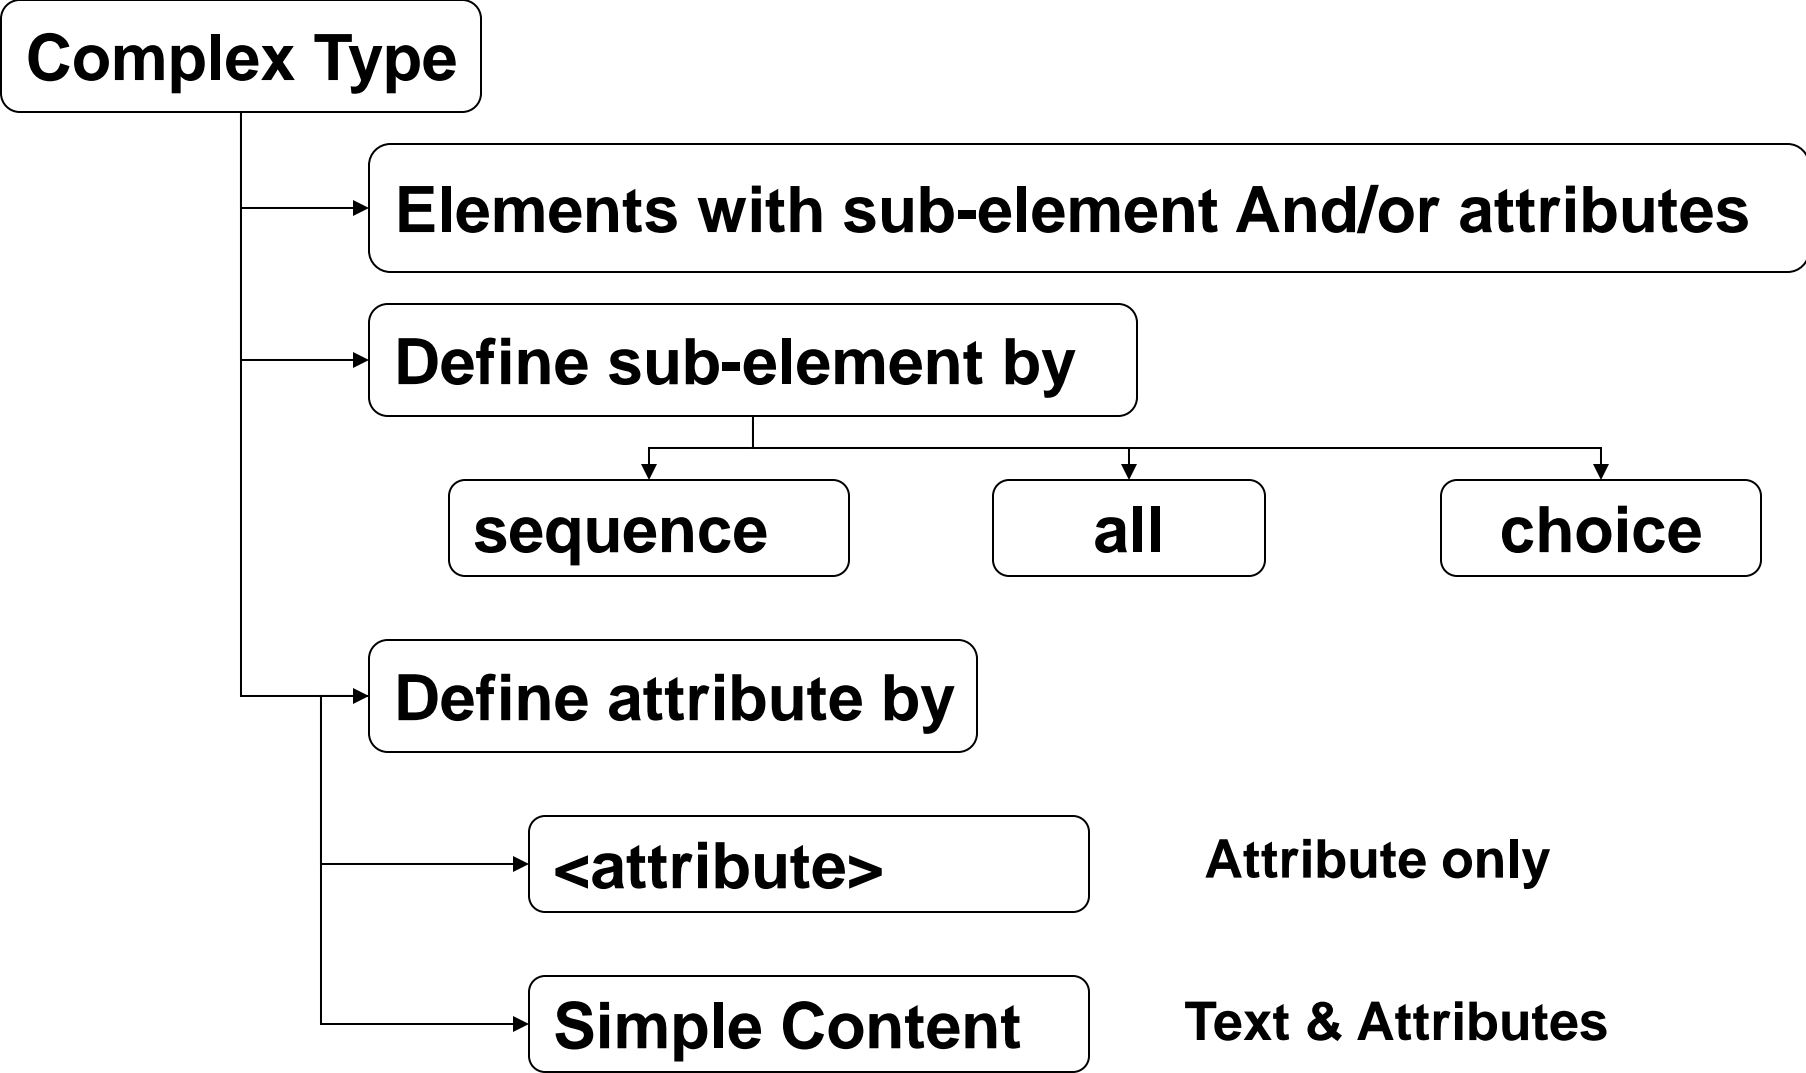 Complex Type
Elements with sub-element And/or attributes
Define sub-element by
sequence
all
choice
Define attribute by
<attribute>
Attribute only
Simple Content
Text & Attributes